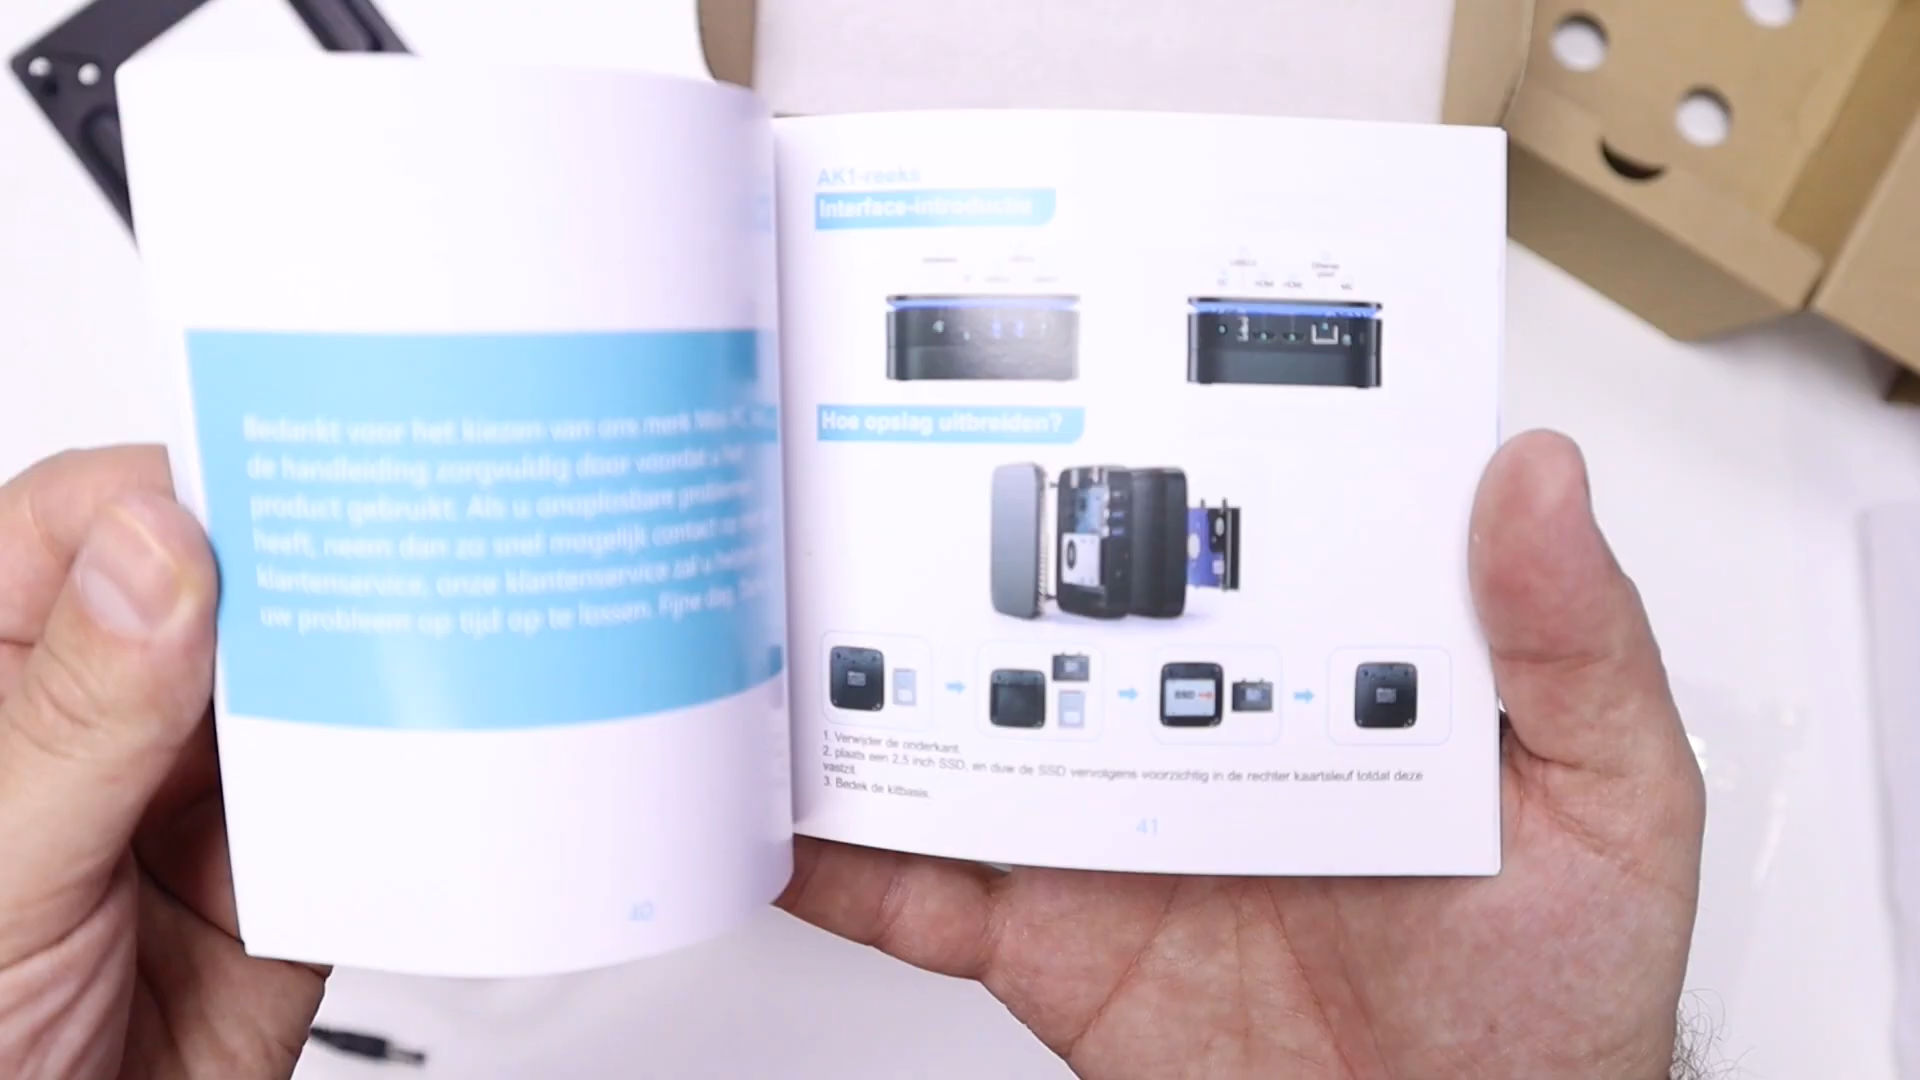 Bedankt voor het kiezen van ons merk Mini PC,
de handleiding zorgvuldig door voordat u het
product gebruikt. Als u onoplosbare problemen
heeft, neem dan zo snel mogelijk contact op met
klantenservice, onze klantenservice zal u helpen
uw probleem op tijd op te lossen. Fijne dag,
40
AK1-reeks
Interface-introductie
Ethernet
Hoe opslag uitbreiden?
SSD
1. Verwijder de onderkant.
2. plaats een 2.5 inch SSD, en duw de SSD vervolgens voorzichtig in de rechter kaartsleuf totdat deze
vastzit.
3. Bedek de kitbasis.
41